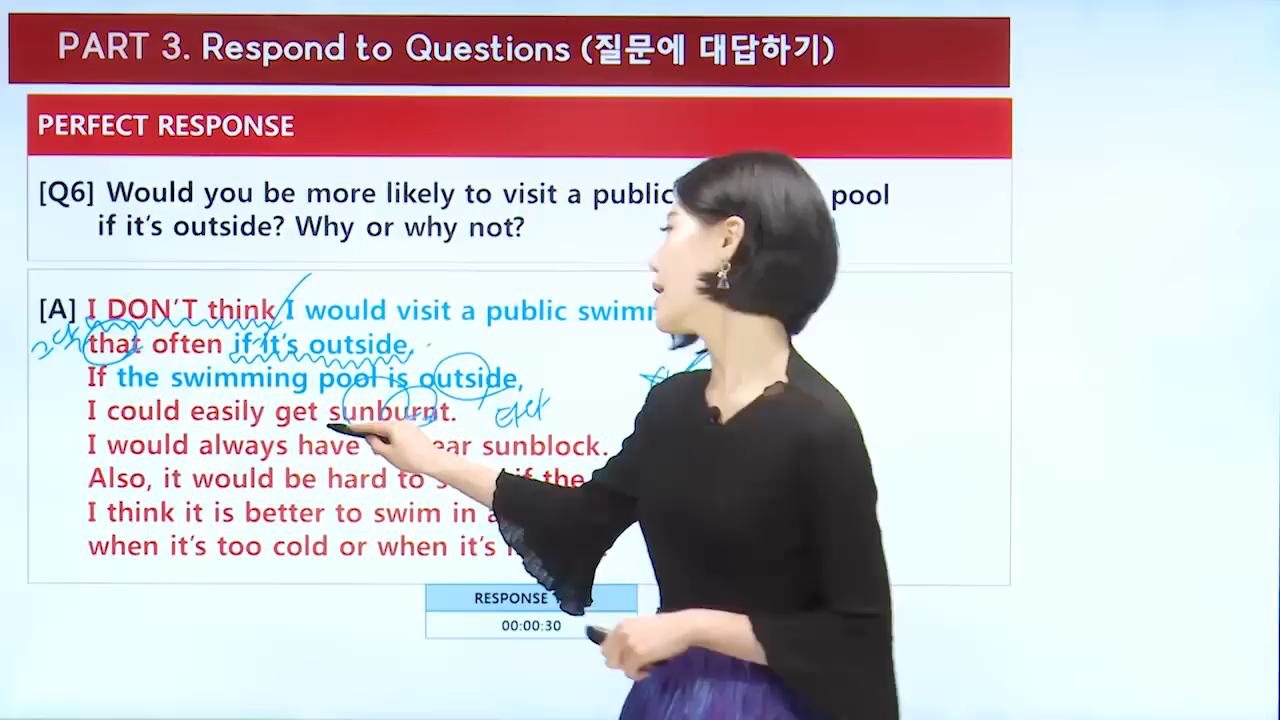 PART 3. Respond to Questions (질문에 대답하기)
PERFECT RESPONSE
[Q6] Would you be more likely to visit a public pool
if it's outside? Why or why not?
[A] I DON'T think I would visit a public
that often if it's outside.
If the swimming pool is outside,
I could easily get sunburnt.
I would always have sunblock.
Also, it would be hard to if the
I think it is better to swim in
when it's too cold or when it's
RESPONSE
00:00:30